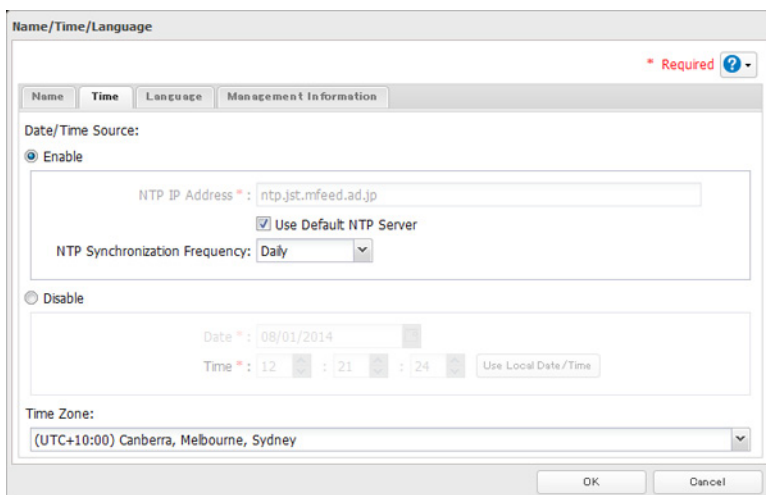 Name/Time/Language
* Required
Name Time Language Management Information
Date/Time Source:
Enable
NTP IP Address * : ntp.jst.mfeed.ad.jp
Use Default NTP Server
NTP Synchronization Frequency: Daily
Disable
Date * : 08/01/2014
Time * : 12 : 21 : 24 Use Local Date/Time
Time Zone:
(UTC+10:00) Canberra, Melbourne, Sydney
OK Cancel